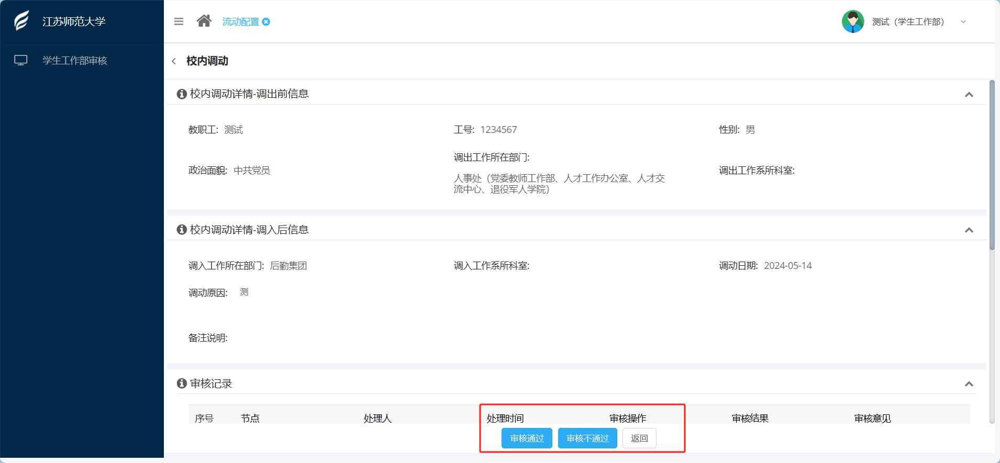 江苏师范大学
流动配置
测试（学生工作部）
学生工作部审核
校内调动
校内调动详情-调出前信息
教职工: 测试
工号: 1234567
性别: 男
政治面貌: 中共党员
调出工作所在部门:
人事处（党委教师工作部、人才工作办公室、人才交
流中心、退役军人学院）
调出工作系所科室:
校内调动详情-调入后信息
调入工作所在部门: 后勤集团
调入工作系所科室:
调动日期: 2024-05-14
调动原因: 测
备注说明:
审核记录
序号 节点 处理人 处理时间 审核操作 审核结果 审核意见
审核通过 审核不通过 返回